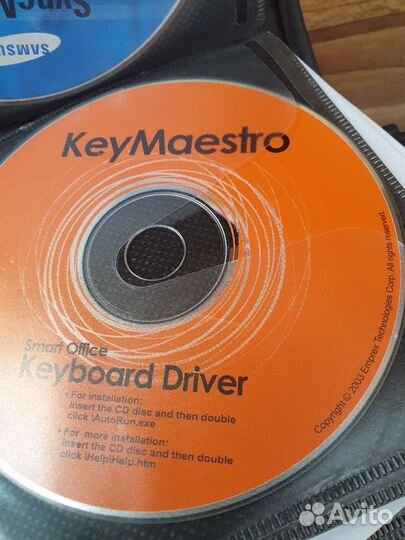 SyncM
SAMSU
KeyMaestro
Smart Office
Keyboard Driver
* For installation:
Insert the CD disc and then double
click \AutoRun.exe
* For more installation:
Insert the CD disc and then double
click \Help\Help.htm
Copyright © 2003 Emprex Technologies Corp. All rights reserved.
Avito